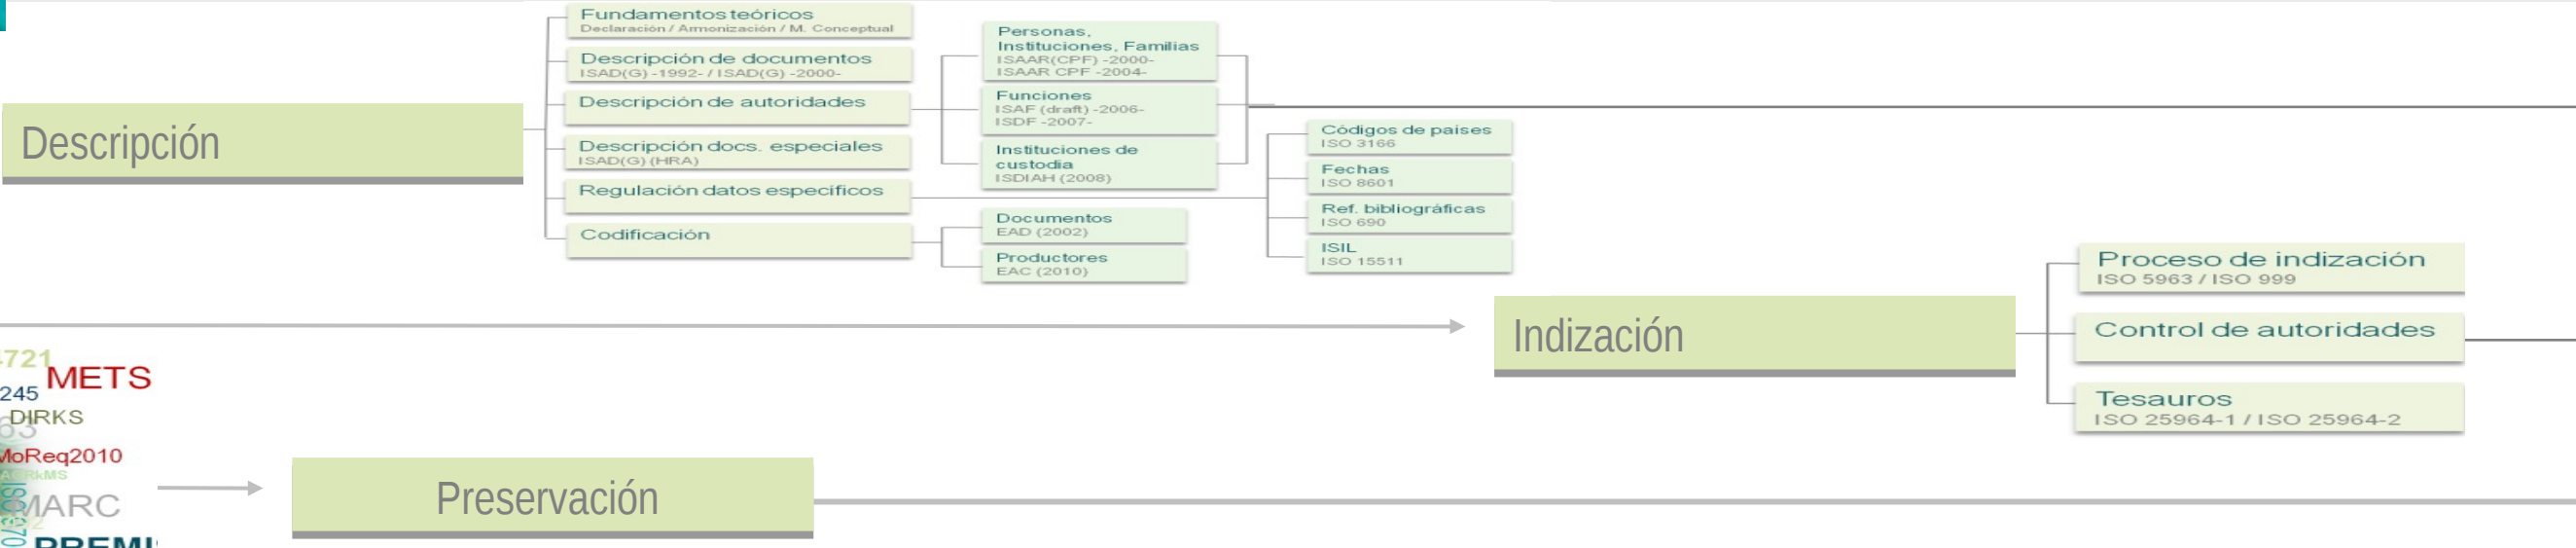 Descripción
Fundamentos teóricos
Declaración / Armonización / M. Conceptual
Descripción de documentos
ISAD(G) -1992- / ISAD(G) -2000-
Descripción de autoridades
Descripción docs. especiales
ISAD(G) (HRA)
Regulación datos específicos
Codificación
Personas,
Instituciones, Familias
ISAAR(CPF) -2000-
ISAAR CPF -2004-
Funciones
ISAF (draft) -2006-
ISDF -2007-
Instituciones de
custodia
ISDIAH (2008)
Documentos
EAD (2002)
Productores
EAC (2010)
Códigos de países
ISO 3166
Fechas
ISO 8601
Ref. bibliográficas
ISO 690
ISIL
ISO 15511
Indización
Proceso de indización
ISO 5963 / ISO 999
Control de autoridades
Tesauros
ISO 25964-1 / ISO 25964-2
4721
METS
245
DIRKS
63
MoReq2010
MARC
Preservación